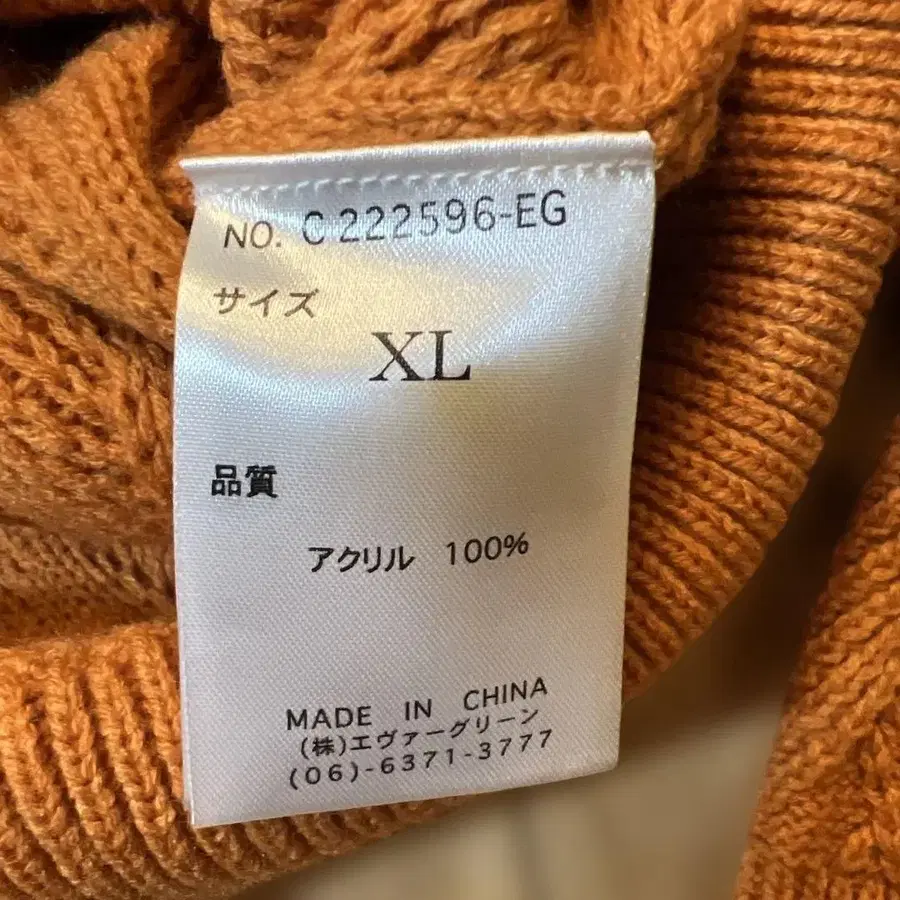 NO. C 222596-EG
サイズ
XL
品質
アクリル 100%
MADE IN CHINA
(株)エヴァーグリーン
(06)-6371-3777